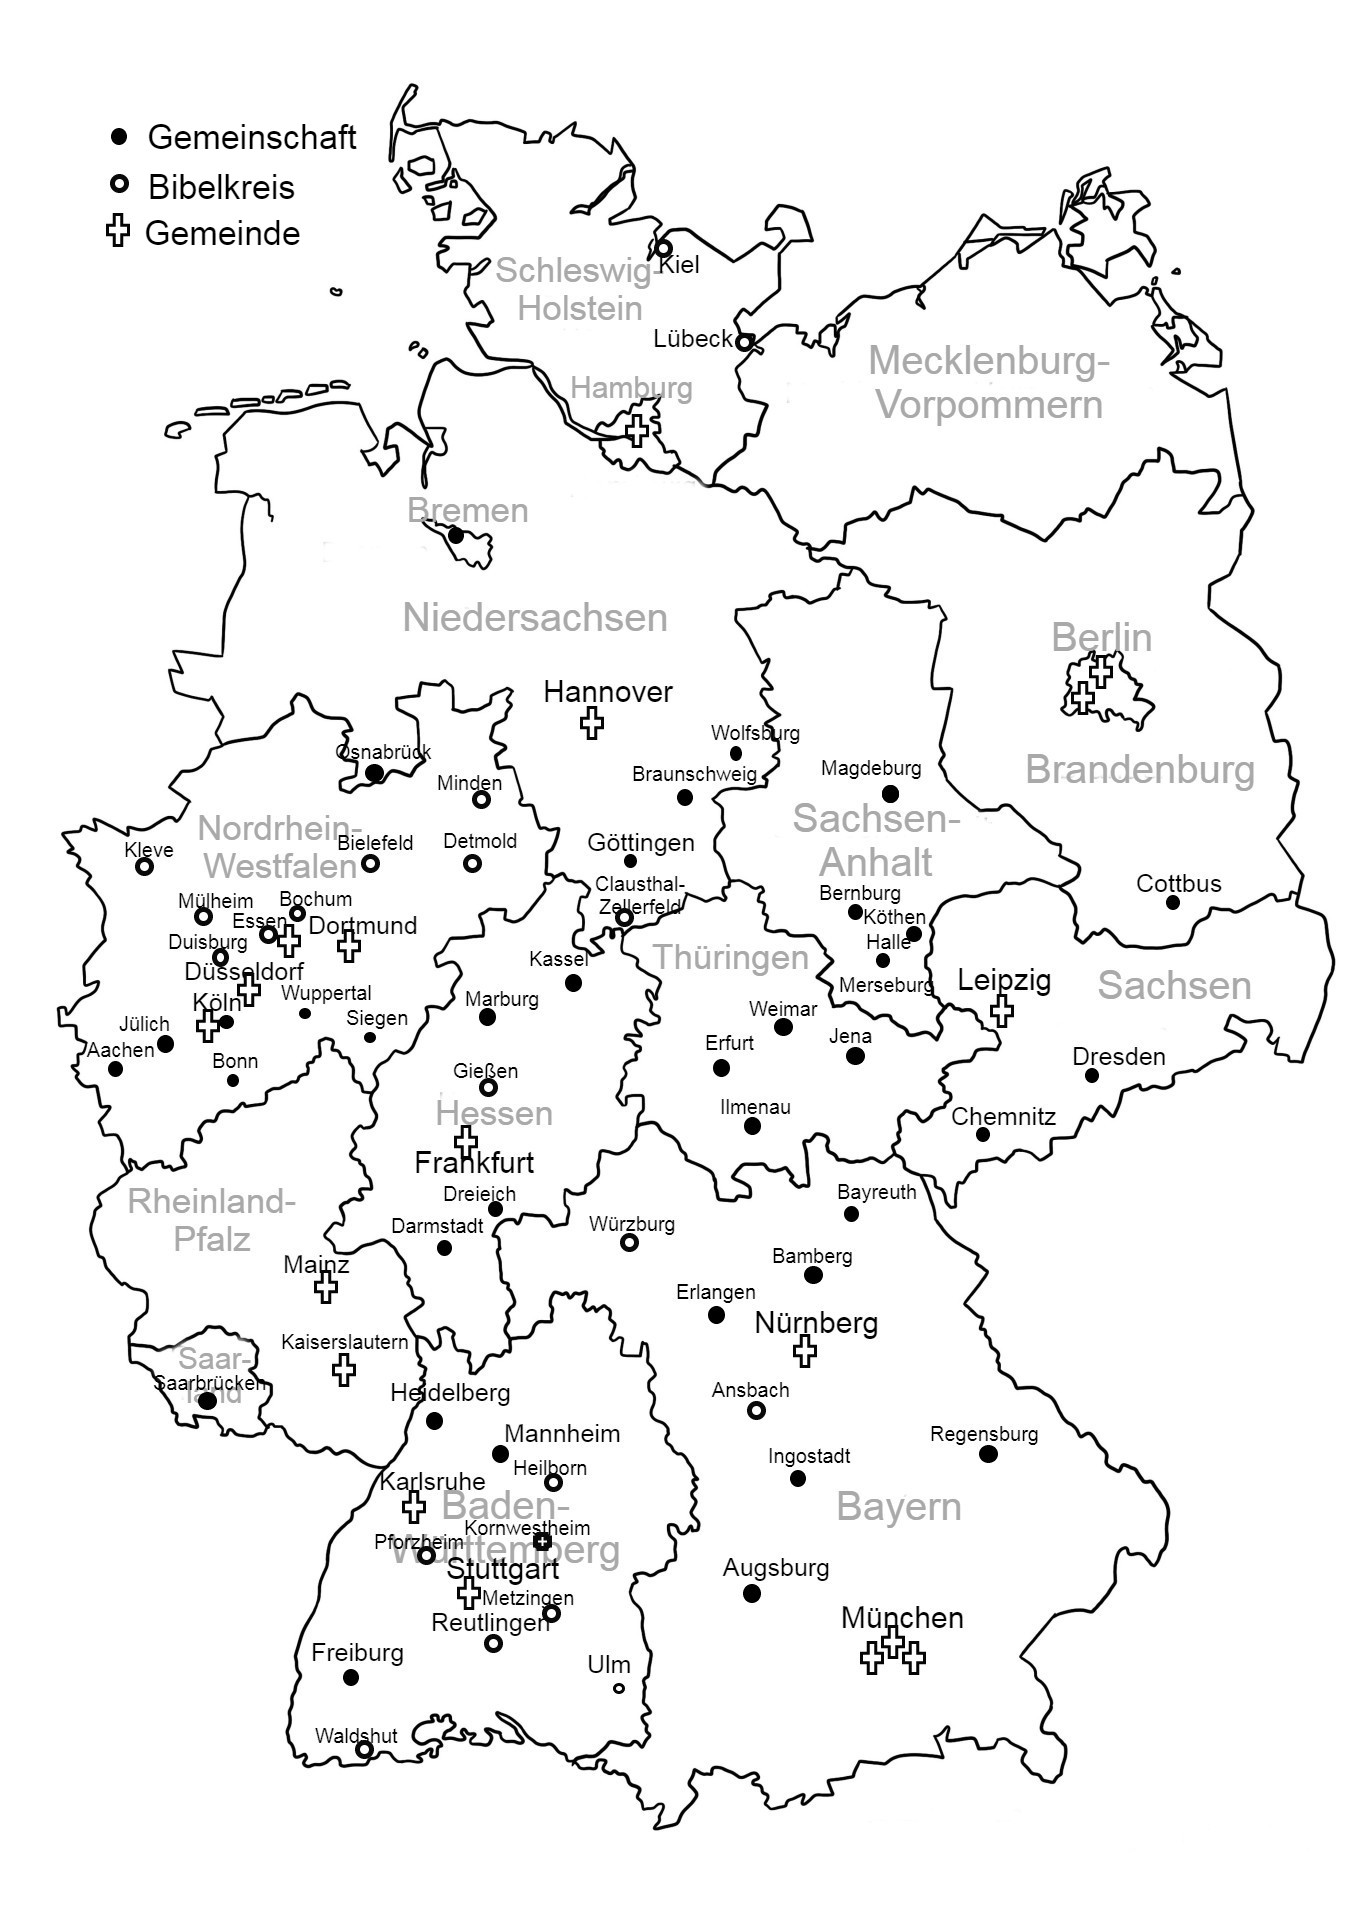 Gemeinschaft
Bibelkreis
Gemeinde
Schleswig-
Holstein
Kiel
Lübeck
Mecklenburg-
Vorpommern
Hamburg
Bremen
Niedersachsen
Berlin
Hannover
Wolfsburg
Osnabrück
Braunschweig
Magdeburg
Brandenburg
Minden
Nordrhein-
Westfalen
Sachsen-
Anhalt
Kleve
Bielefeld
Detmold
Göttingen
Clausthal-
Zellerfeld
Cottbus
Bernburg
Köthen
Halle
Merseburg
Mülheim
Bochum
Essen
Dortmund
Duisburg
Düsseldorf
Köln
Wuppertal
Siegen
Jülich
Aachen
Bonn
Kassel
Marburg
Gießen
Hessen
Thüringen
Weimar
Erfurt
Jena
Ilmenau
Leipzig
Sachsen
Dresden
Chemnitz
Frankfurt
Dreieich
Darmstadt
Rheinland-
Pfalz
Mainz
Kaiserslautern
Saar-
land
Saarbrücken
Würzburg
Bayreuth
Bamberg
Erlangen
Nürnberg
Ansbach
Ingostadt
Regensburg
Bayern
Augsburg
München
Heidelberg
Mannheim
Heilborn
Karlsruhe
Baden-
Württemberg
Kornwestheim
Pforzheim
Stuttgart
Metzingen
Reutlingen
Freiburg
Ulm
Waldshut